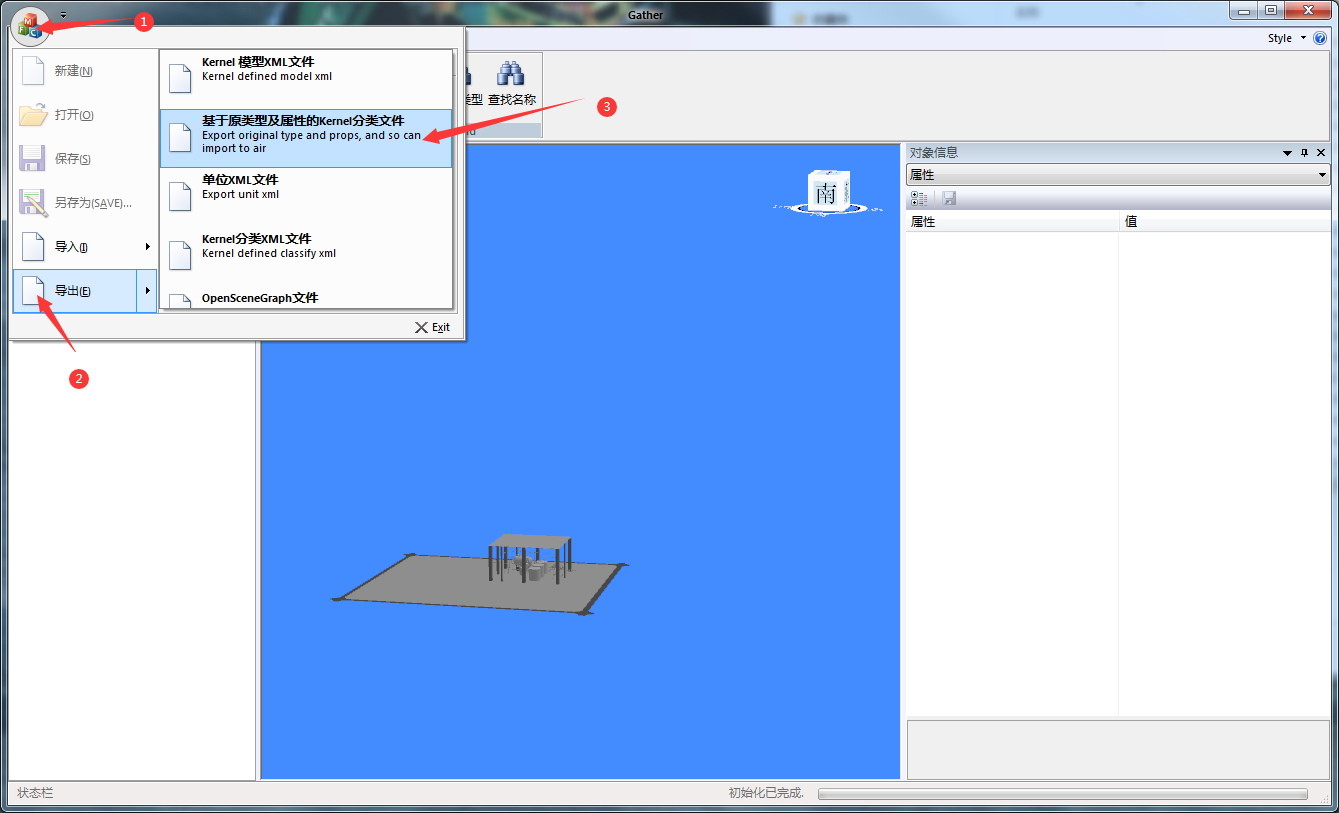 Gather
1
Style
新建(N)
打开(O)
保存(S)
另存为(SAVE)...
导入(I)
导出(E)
Kernel 模型XML文件
Kernel defined model xml
基于原类型及属性的Kernel分类文件
Export original type and props, and so can
import to air
单位XML文件
Export unit xml
Kernel分类XML文件
Kernel defined classify xml
OpenSceneGraph文件
Exit
型 查找名称
3
2
南
对象信息
属性
属性
值
状态栏
初始化已完成.